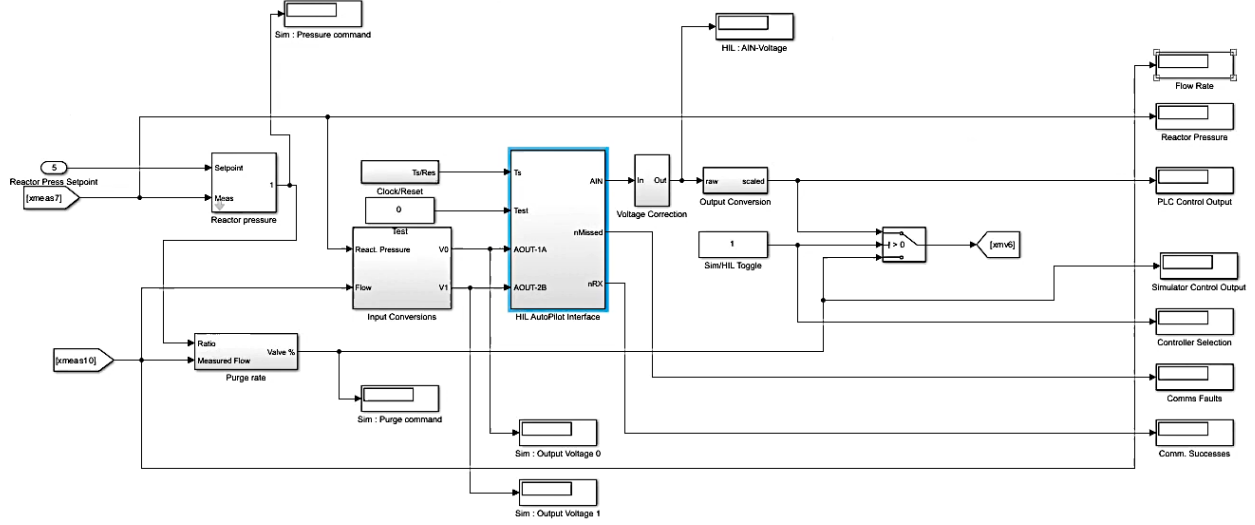 Sim : Pressure command
HIL : AIN-Voltage
Flow Rate
Reactor Pressure
5
Reactor Press Setpoint
[xmeas7]
Setpoint
Meas
1
Reactor pressure
Ts/Res
Clock/Reset
0
Test
React. Pressure
Flow
V0
V1
Input Conversions
Ts
Test
AOUT-1A
AOUT-2B
AIN
nMissed
nRX
HIL AutoPilot Interface
In
Out
Voltage Correction
raw
scaled
Output Conversion
PLC Control Output
1
Sim/HIL Toggle
f > 0
[xmv6]
Simulator Control Output
Controller Selection
[xmeas10]
Ratio
Measured Flow
Valve %
Purge rate
Sim : Purge command
Comms Faults
Sim : Output Voltage 0
Comm. Successes
Sim : Output Voltage 1